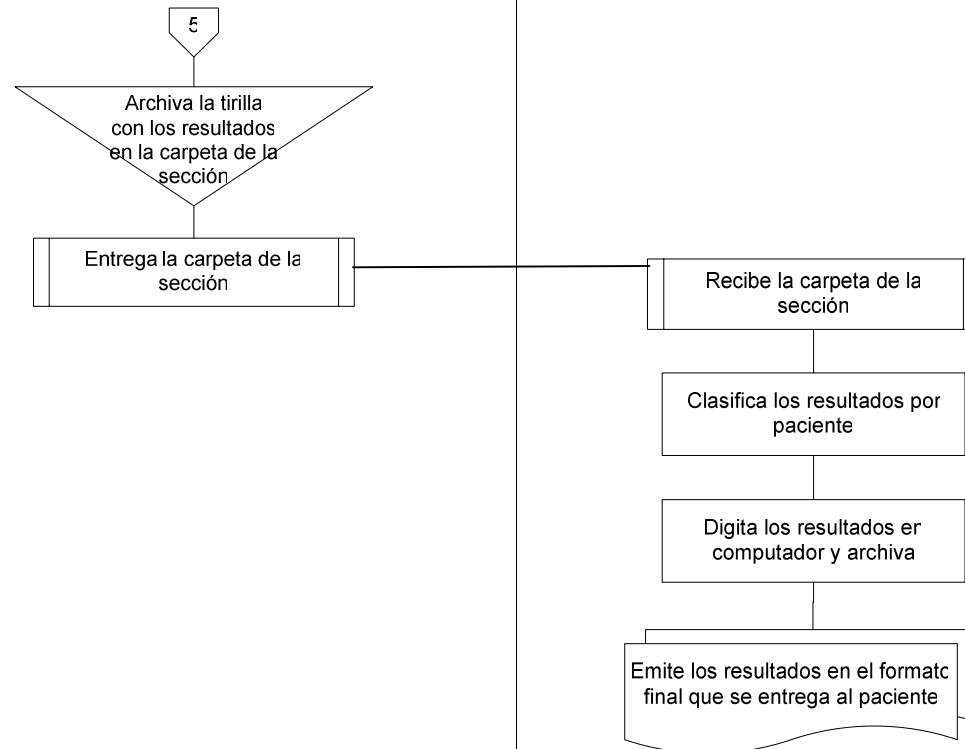 5
Archiva la tirilla
con los resultados
en la carpeta de la
sección
Entrega la carpeta de la
sección
Recibe la carpeta de la
sección
Clasifica los resultados por
paciente
Digita los resultados en
computador y archiva
Emite los resultados en el formato
final que se entrega al paciente